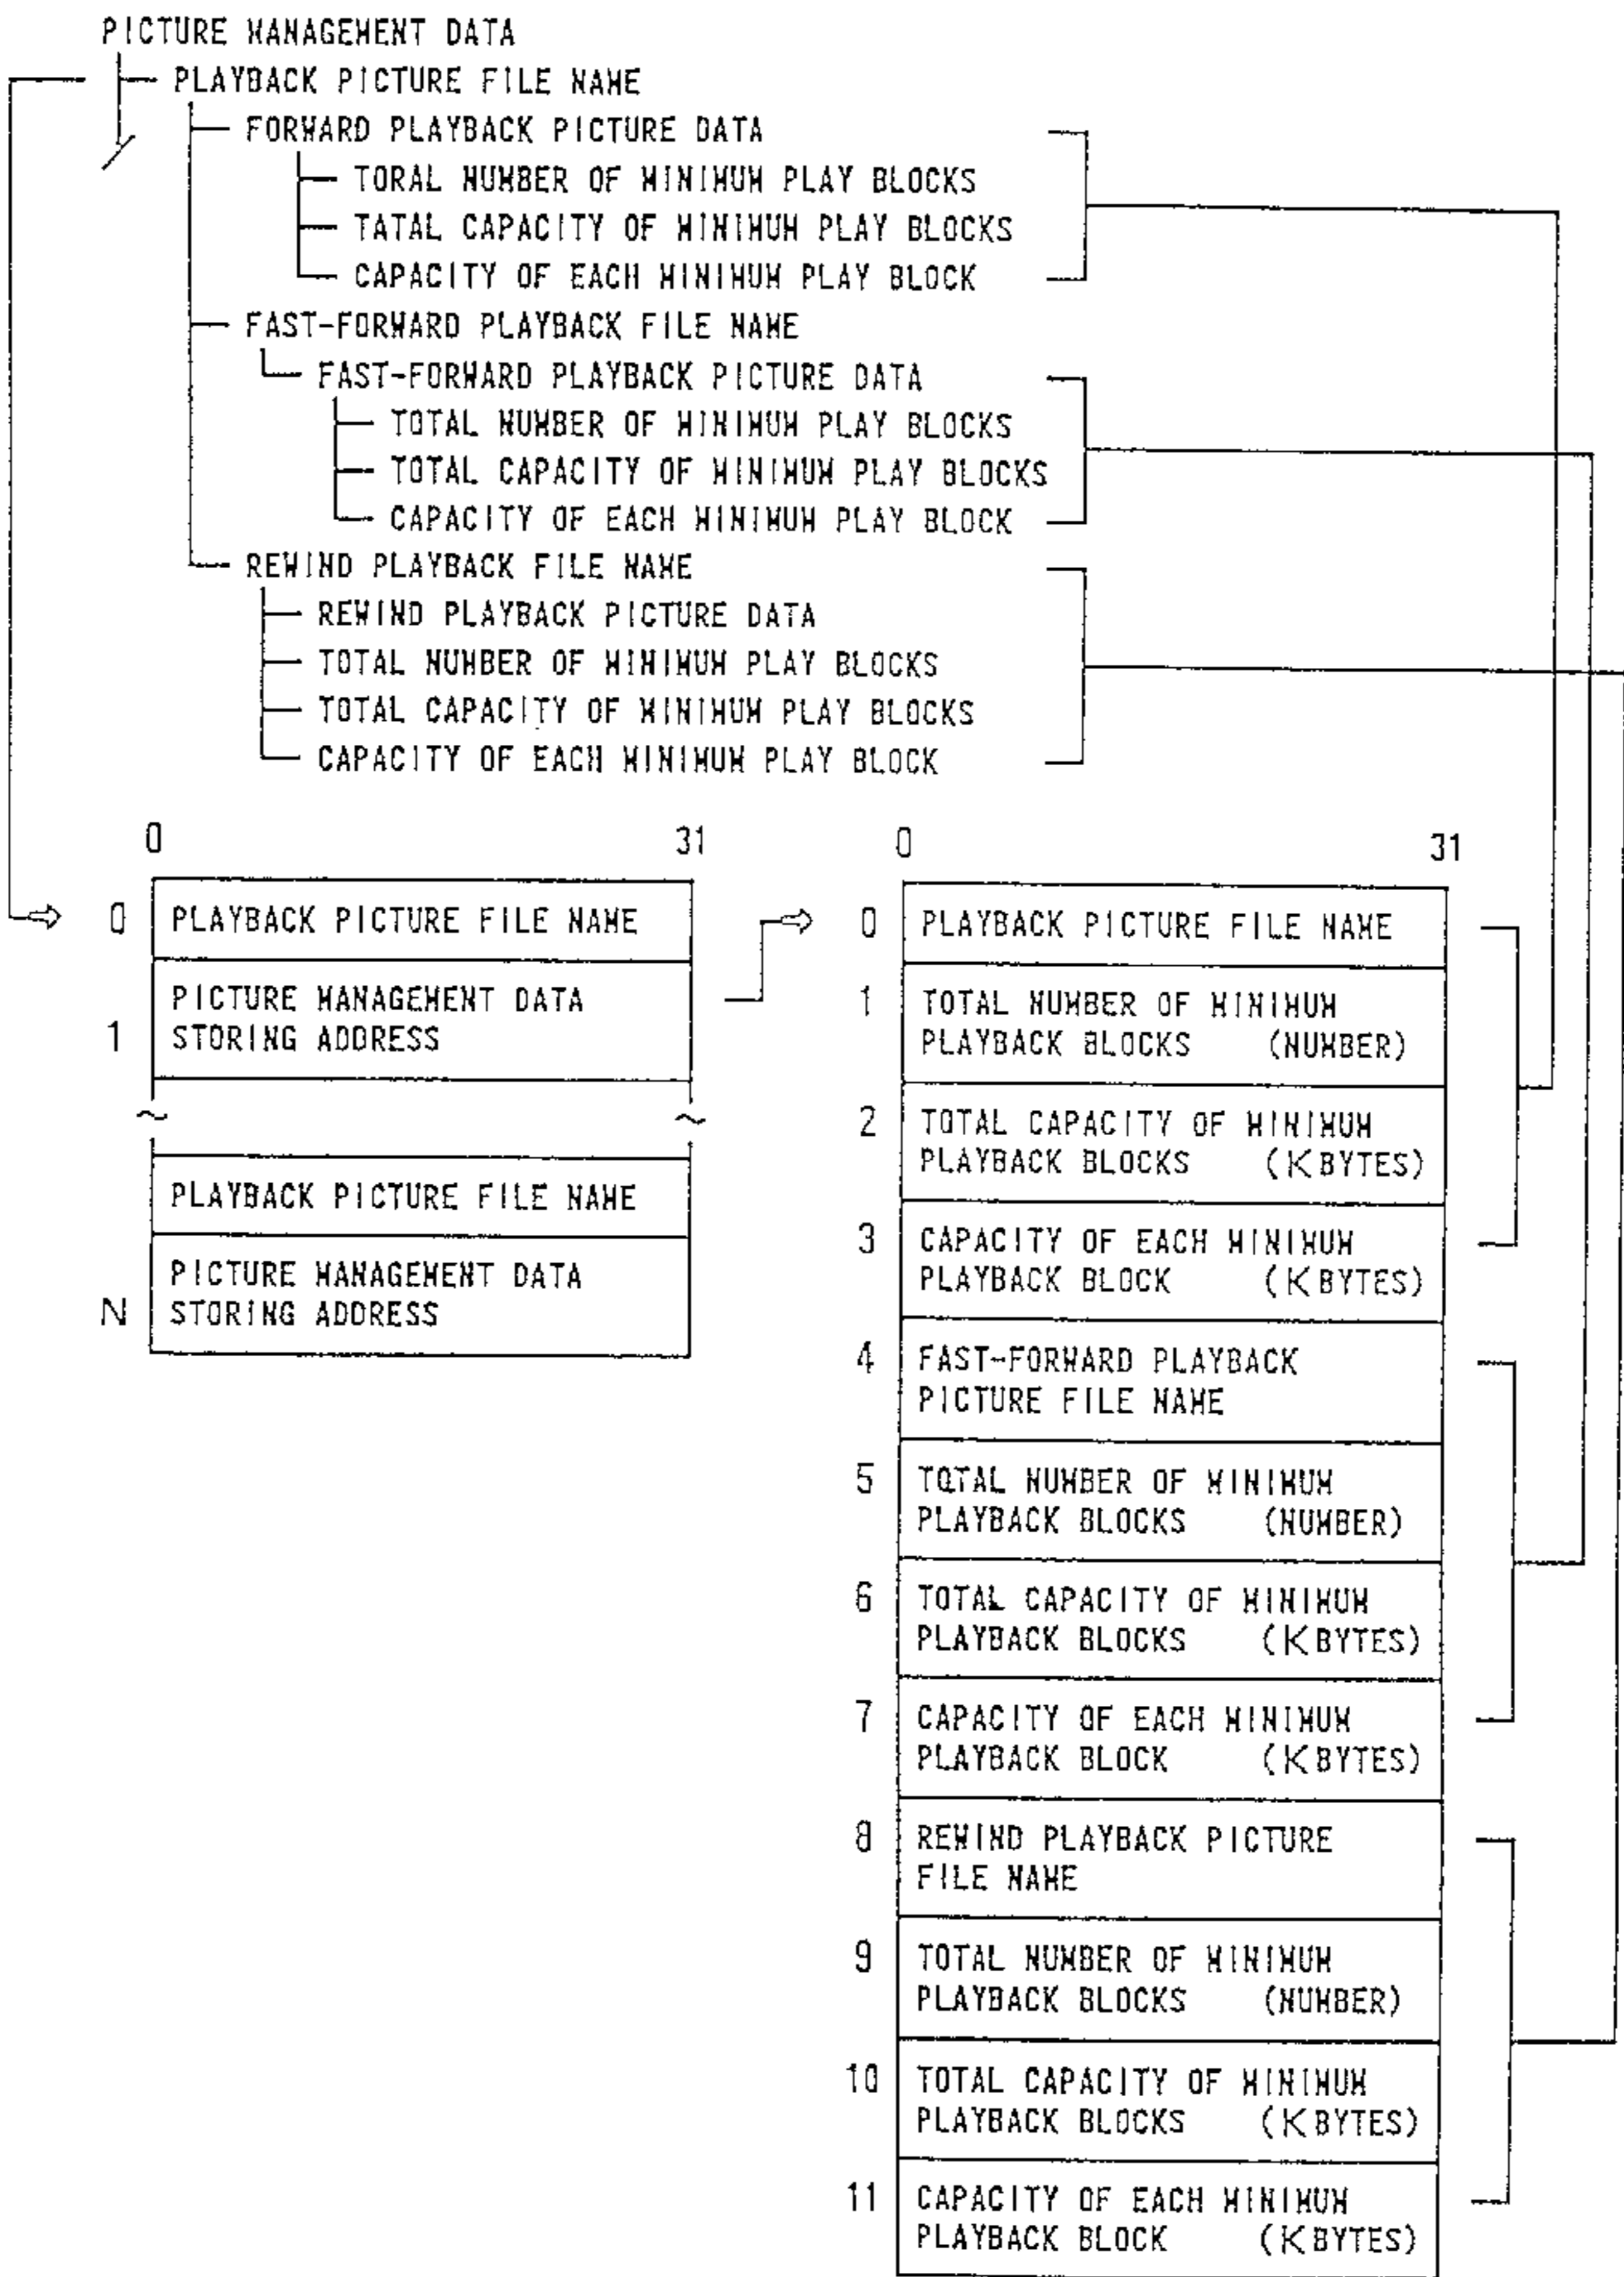 PICTURE MANAGEMENT DATA
PLAYBACK PICTURE FILE NAME
FORWARD PLAYBACK PICTURE DATA
TORAL NUMBER OF MINIMUM PLAY BLOCKS
TATAL CAPACITY OF MINIMUM PLAY BLOCKS
CAPACITY OF EACH MINIMUM PLAY BLOCK
FAST-FORWARD PLAYBACK FILE NAME
FAST-FORWARD PLAYBACK PICTURE DATA
TOTAL NUMBER OF MINIMUM PLAY BLOCKS
TOTAL CAPACITY OF MINIMUM PLAY BLOCKS
CAPACITY OF EACH MINIMUM PLAY BLOCK
REWIND PLAYBACK FILE NAME
REWIND PLAYBACK PICTURE DATA
TOTAL NUMBER OF MINIMUM PLAY BLOCKS
TOTAL CAPACITY OF MINIMUM PLAY BLOCKS
CAPACITY OF EACH MINIMUM PLAY BLOCK
0 31
0 PLAYBACK PICTURE FILE NAME
PICTURE MANAGEMENT DATA
1 STORING ADDRESS
~ ~
PLAYBACK PICTURE FILE NAME
PICTURE MANAGEMENT DATA
N STORING ADDRESS
0 31
0 PLAYBACK PICTURE FILE NAME
1 TOTAL NUMBER OF MINIMUM
PLAYBACK BLOCKS (NUMBER)
2 TOTAL CAPACITY OF MINIMUM
PLAYBACK BLOCKS (KBYTES)
3 CAPACITY OF EACH MINIMUM
PLAYBACK BLOCK (KBYTES)
4 FAST-FORWARD PLAYBACK
PICTURE FILE NAME
5 TOTAL NUMBER OF MINIMUM
PLAYBACK BLOCKS (NUMBER)
6 TOTAL CAPACITY OF MINIMUM
PLAYBACK BLOCKS (KBYTES)
7 CAPACITY OF EACH MINIMUM
PLAYBACK BLOCK (KBYTES)
8 REWIND PLAYBACK PICTURE
FILE NAME
9 TOTAL NUMBER OF MINIMUM
PLAYBACK BLOCKS (NUMBER)
10 TOTAL CAPACITY OF MINIMUM
PLAYBACK BLOCKS (KBYTES)
11 CAPACITY OF EACH MINIMUM
PLAYBACK BLOCK (KBYTES)